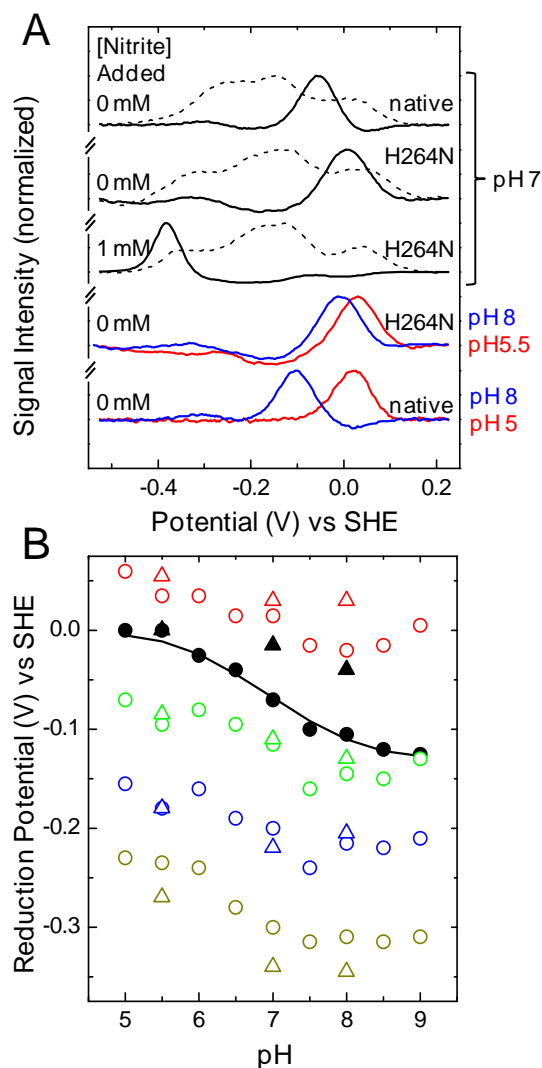 A
[Nitrite]
Added
0 mM native
H264N
0 mM
pH 7
1 mM H264N
0 mM H264N pH 8
pH 5.5
0 mM native pH 8
pH 5
Signal Intensity (normalized)
-0.4 -0.2 0.0 0.2
Potential (V) vs SHE
B
0.0
-0.1
-0.2
-0.3
Reduction Potential (V) vs SHE
5 6 7 8 9
pH